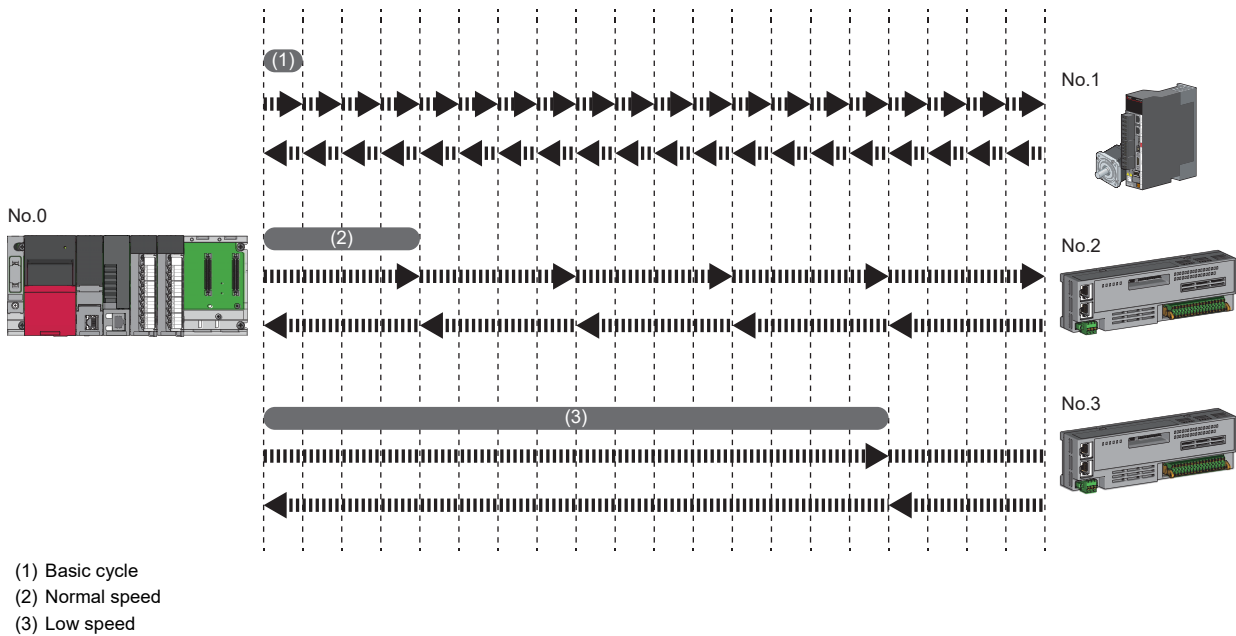 (1)
No.1
No.0
(2)
No.2
(3)
No.3
(1) Basic cycle
(2) Normal speed
(3) Low speed